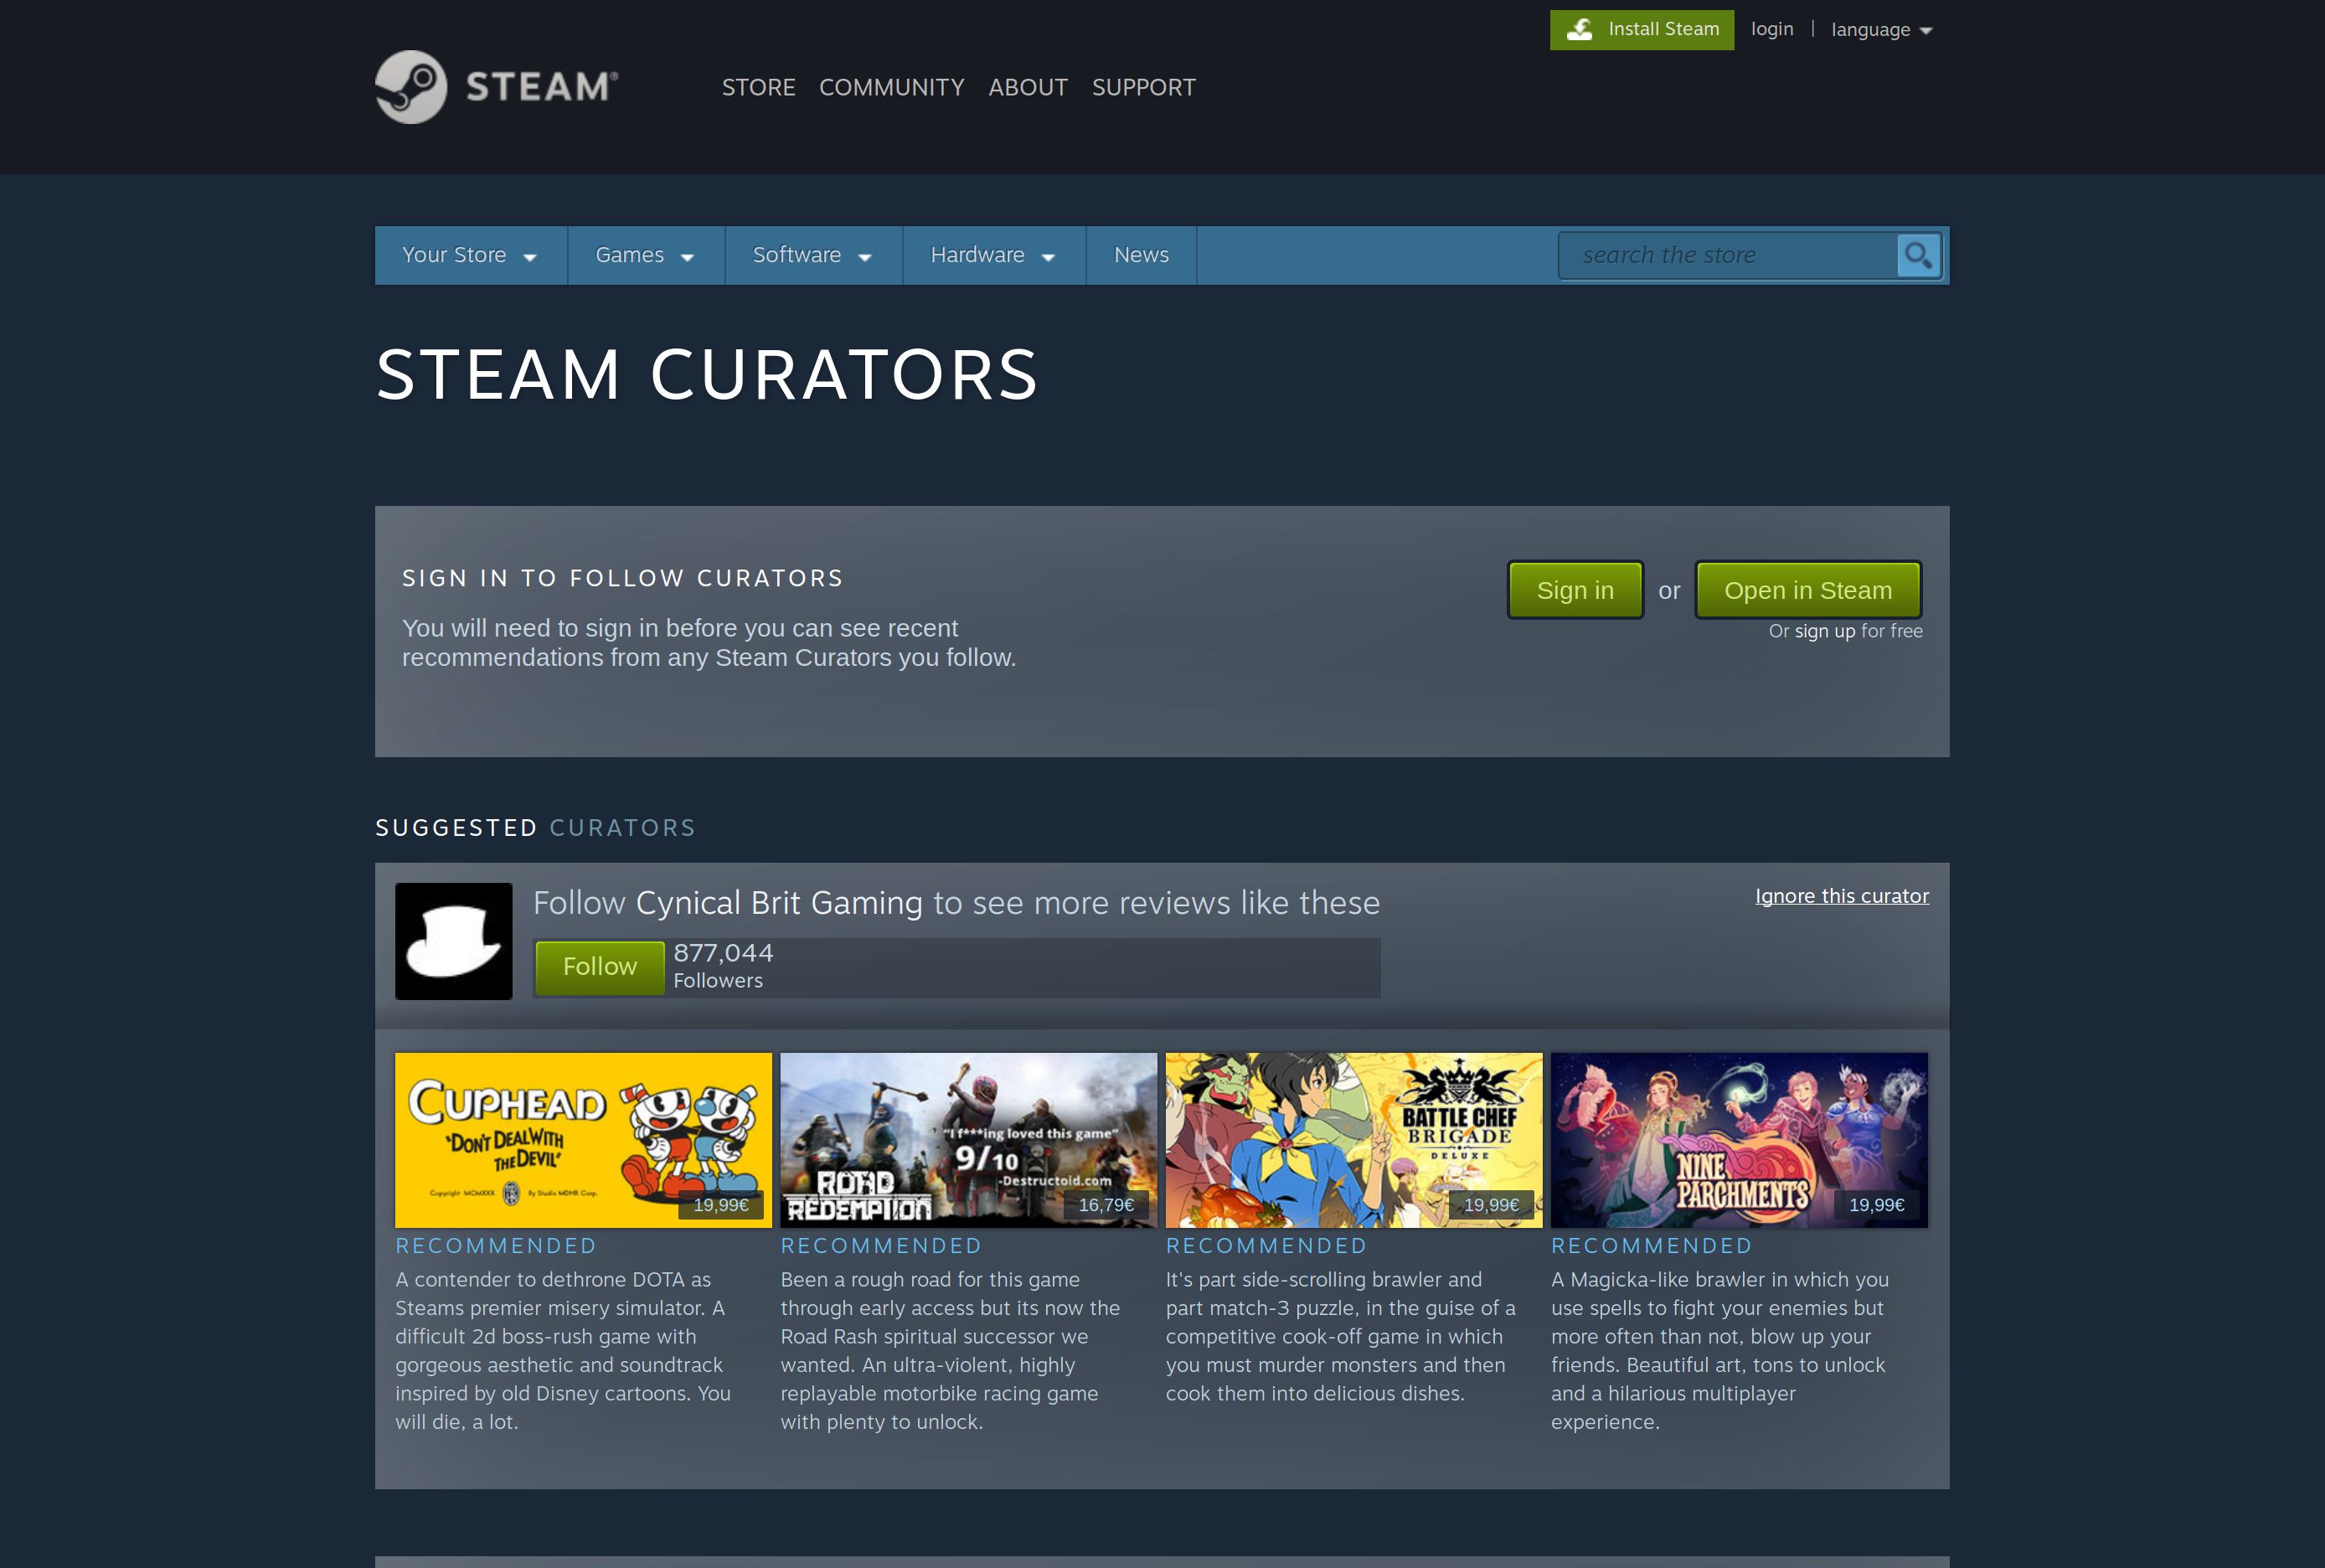 Install Steam login | language
STEAM®
STORE COMMUNITY ABOUT SUPPORT
Your Store Games Software Hardware News search the store
STEAM CURATORS
SIGN IN TO FOLLOW CURATORS
You will need to sign in before you can see recent
recommendations from any Steam Curators you follow.
Sign in or Open in Steam
Or sign up for free
SUGGESTED CURATORS
Follow Cynical Brit Gaming to see more reviews like these
Ignore this curator
Follow
877,044
Followers
CUPHEAD
"DON'T DEAL WITH
THE DEVIL"
Copyright MCMXXX By Studio MDHR Corp.
19,99€
RECOMMENDED
A contender to dethrone DOTA as
Steams premier misery simulator. A
difficult 2d boss-rush game with
gorgeous aesthetic and soundtrack
inspired by old Disney cartoons. You
will die, a lot.
"I f***ing loved this game"
9/10
-Destructoid.com
ROAD
REDEMPTION
16,79€
RECOMMENDED
Been a rough road for this game
through early access but its now the
Road Rash spiritual successor we
wanted. An ultra-violent, highly
replayable motorbike racing game
with plenty to unlock.
BATTLE CHEF
BRIGADE
DELUXE
19,99€
RECOMMENDED
It's part side-scrolling brawler and
part match-3 puzzle, in the guise of a
competitive cook-off game in which
you must murder monsters and then
cook them into delicious dishes.
NINE
PARCHMENTS
19,99€
RECOMMENDED
A Magicka-like brawler in which you
use spells to fight your enemies but
more often than not, blow up your
friends. Beautiful art, tons to unlock
and a hilarious multiplayer
experience.